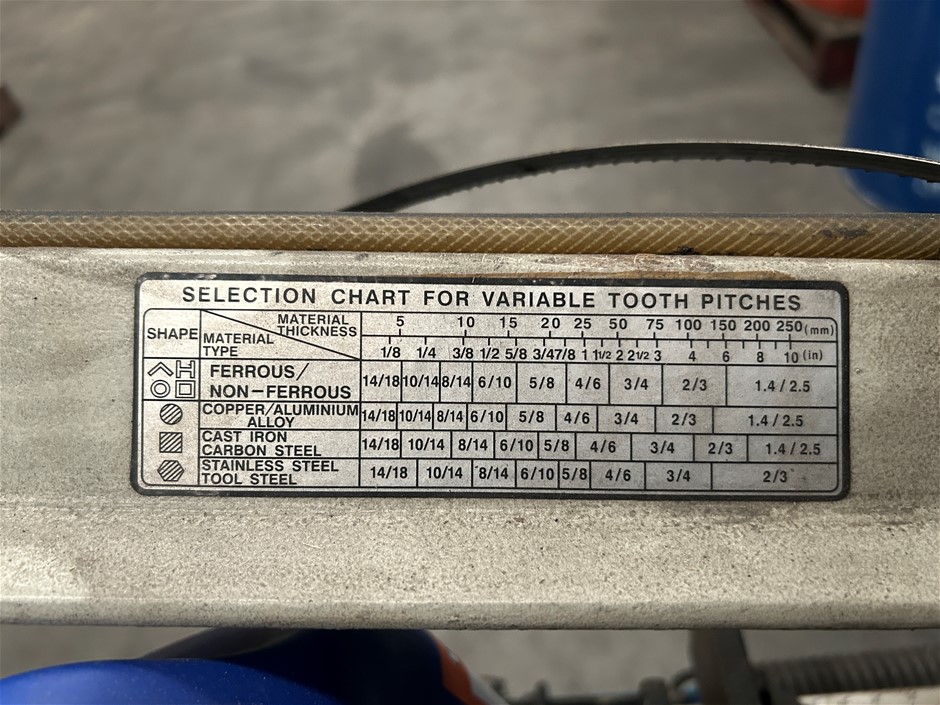 SELECTION CHART FOR VARIABLE TOOTH PITCHES
SHAPE MATERIAL TYPE MATERIAL THICKNESS
5 10 15 20 25 50 75 100 150 200 250 (mm)
1/8 1/4 3/8 1/2 5/8 3/4 7/8 1 1 1/2 2 2 1/2 3 4 6 8 10 (in)
FERROUS/ NON-FERROUS 14/18 10/14 8/14 6/10 5/8 4/6 3/4 2/3 1.4/2.5
COPPER/ALUMINIUM ALLOY 14/18 10/14 8/14 6/10 5/8 4/6 3/4 2/3 1.4/2.5
CAST IRON CARBON STEEL 14/18 10/14 8/14 6/10 5/8 4/6 3/4 2/3 1.4/2.5
STAINLESS STEEL TOOL STEEL 14/18 10/14 8/14 6/10 5/8 4/6 3/4 2/3